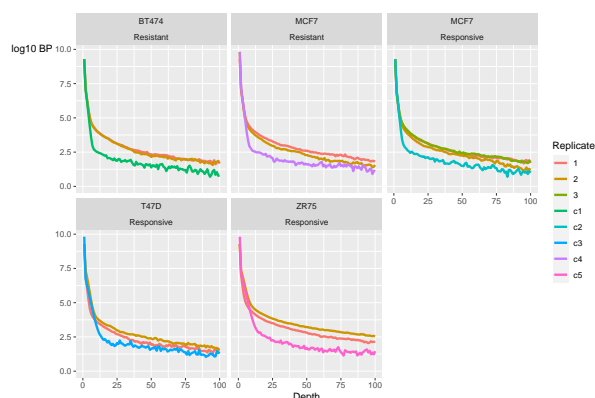 BT474
MCF7
MCF7
Resistant
Resistant
Responsive
log10 BP
10.0
7.5
5.0
2.5
0.0
0 25 50 75 100
T47D
ZR75
Responsive
Responsive
10.0
7.5
5.0
2.5
0.0
0 25 50 75 100
0 25 50 75 100
Depth
Replicate
1
2
3
c1
c2
c3
c4
c5